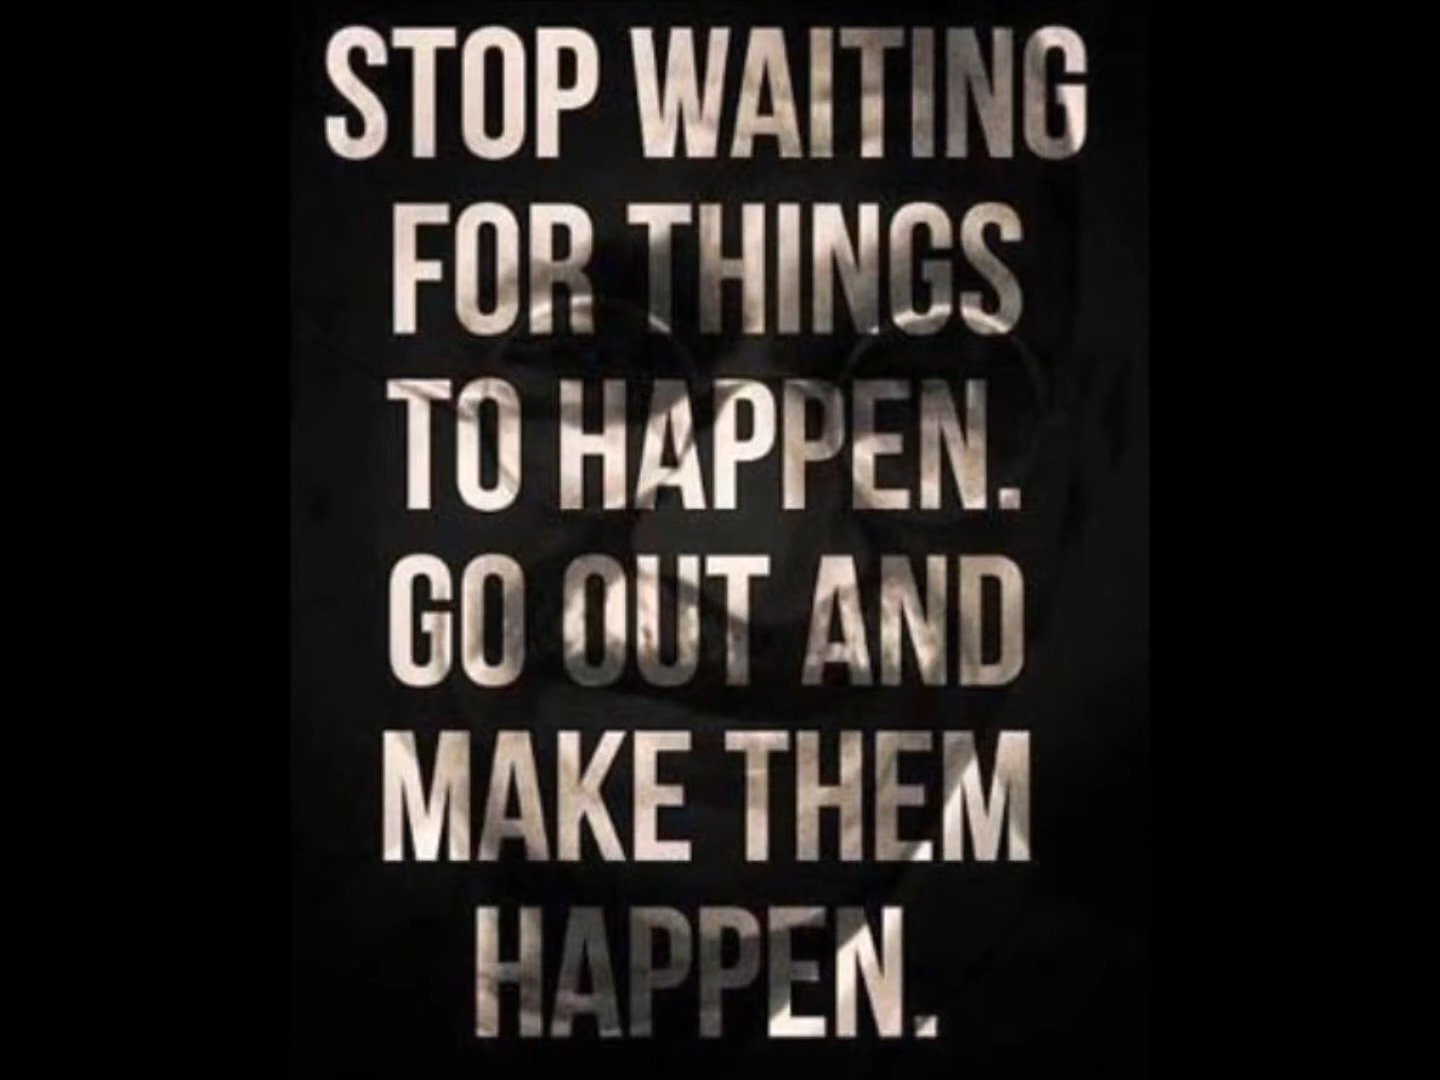 STOP WAITING
FOR THINGS
TO HAPPEN.
GO OUT AND
MAKE THEM
HAPPEN.